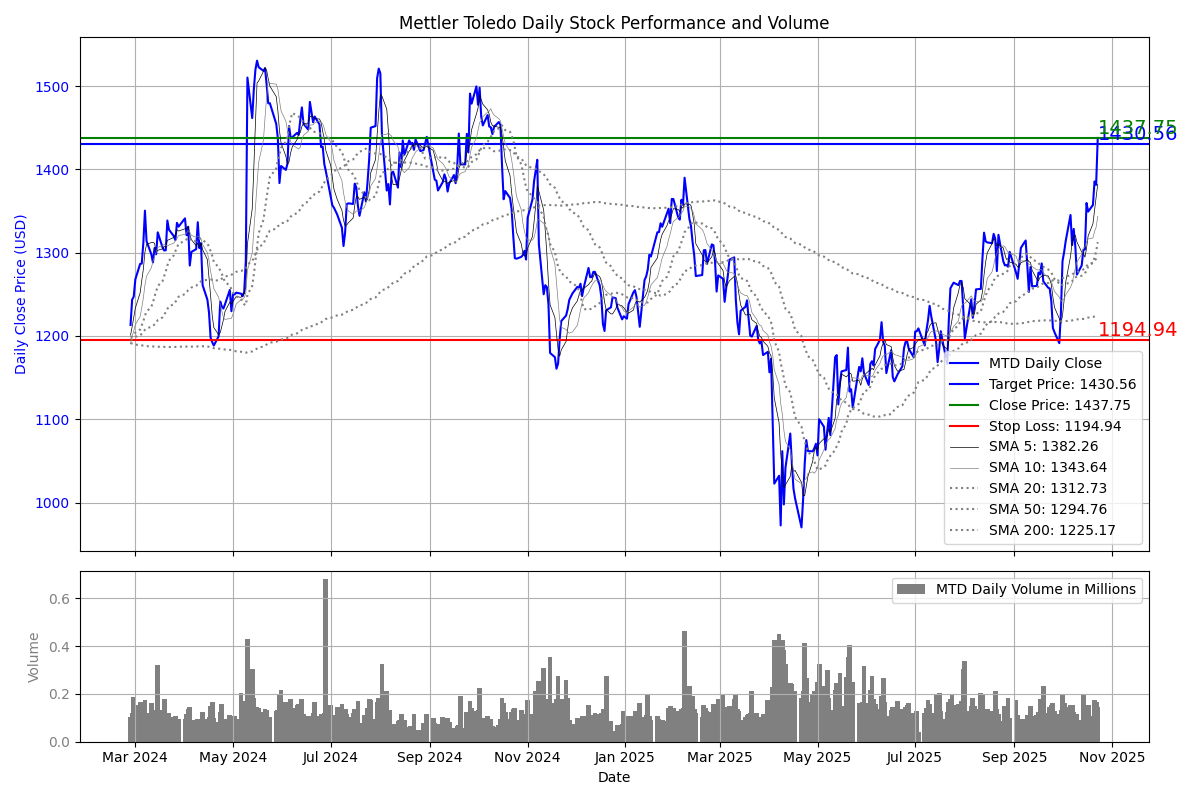 Mettler Toledo Daily Stock Performance and Volume
Daily Close Price (USD)
1500
1400
1300
1200
1100
1000
1437.75
1430.56
1194.94
MTD Daily Close
Target Price: 1430.56
Close Price: 1437.75
Stop Loss: 1194.94
SMA 5: 1382.26
SMA 10: 1343.64
SMA 20: 1312.73
SMA 50: 1294.76
SMA 200: 1225.17
Volume
0.6
0.4
0.2
0.0
MTD Daily Volume in Millions
Mar 2024 May 2024 Jul 2024 Sep 2024 Nov 2024 Jan 2025 Mar 2025 May 2025 Jul 2025 Sep 2025 Nov 2025
Date